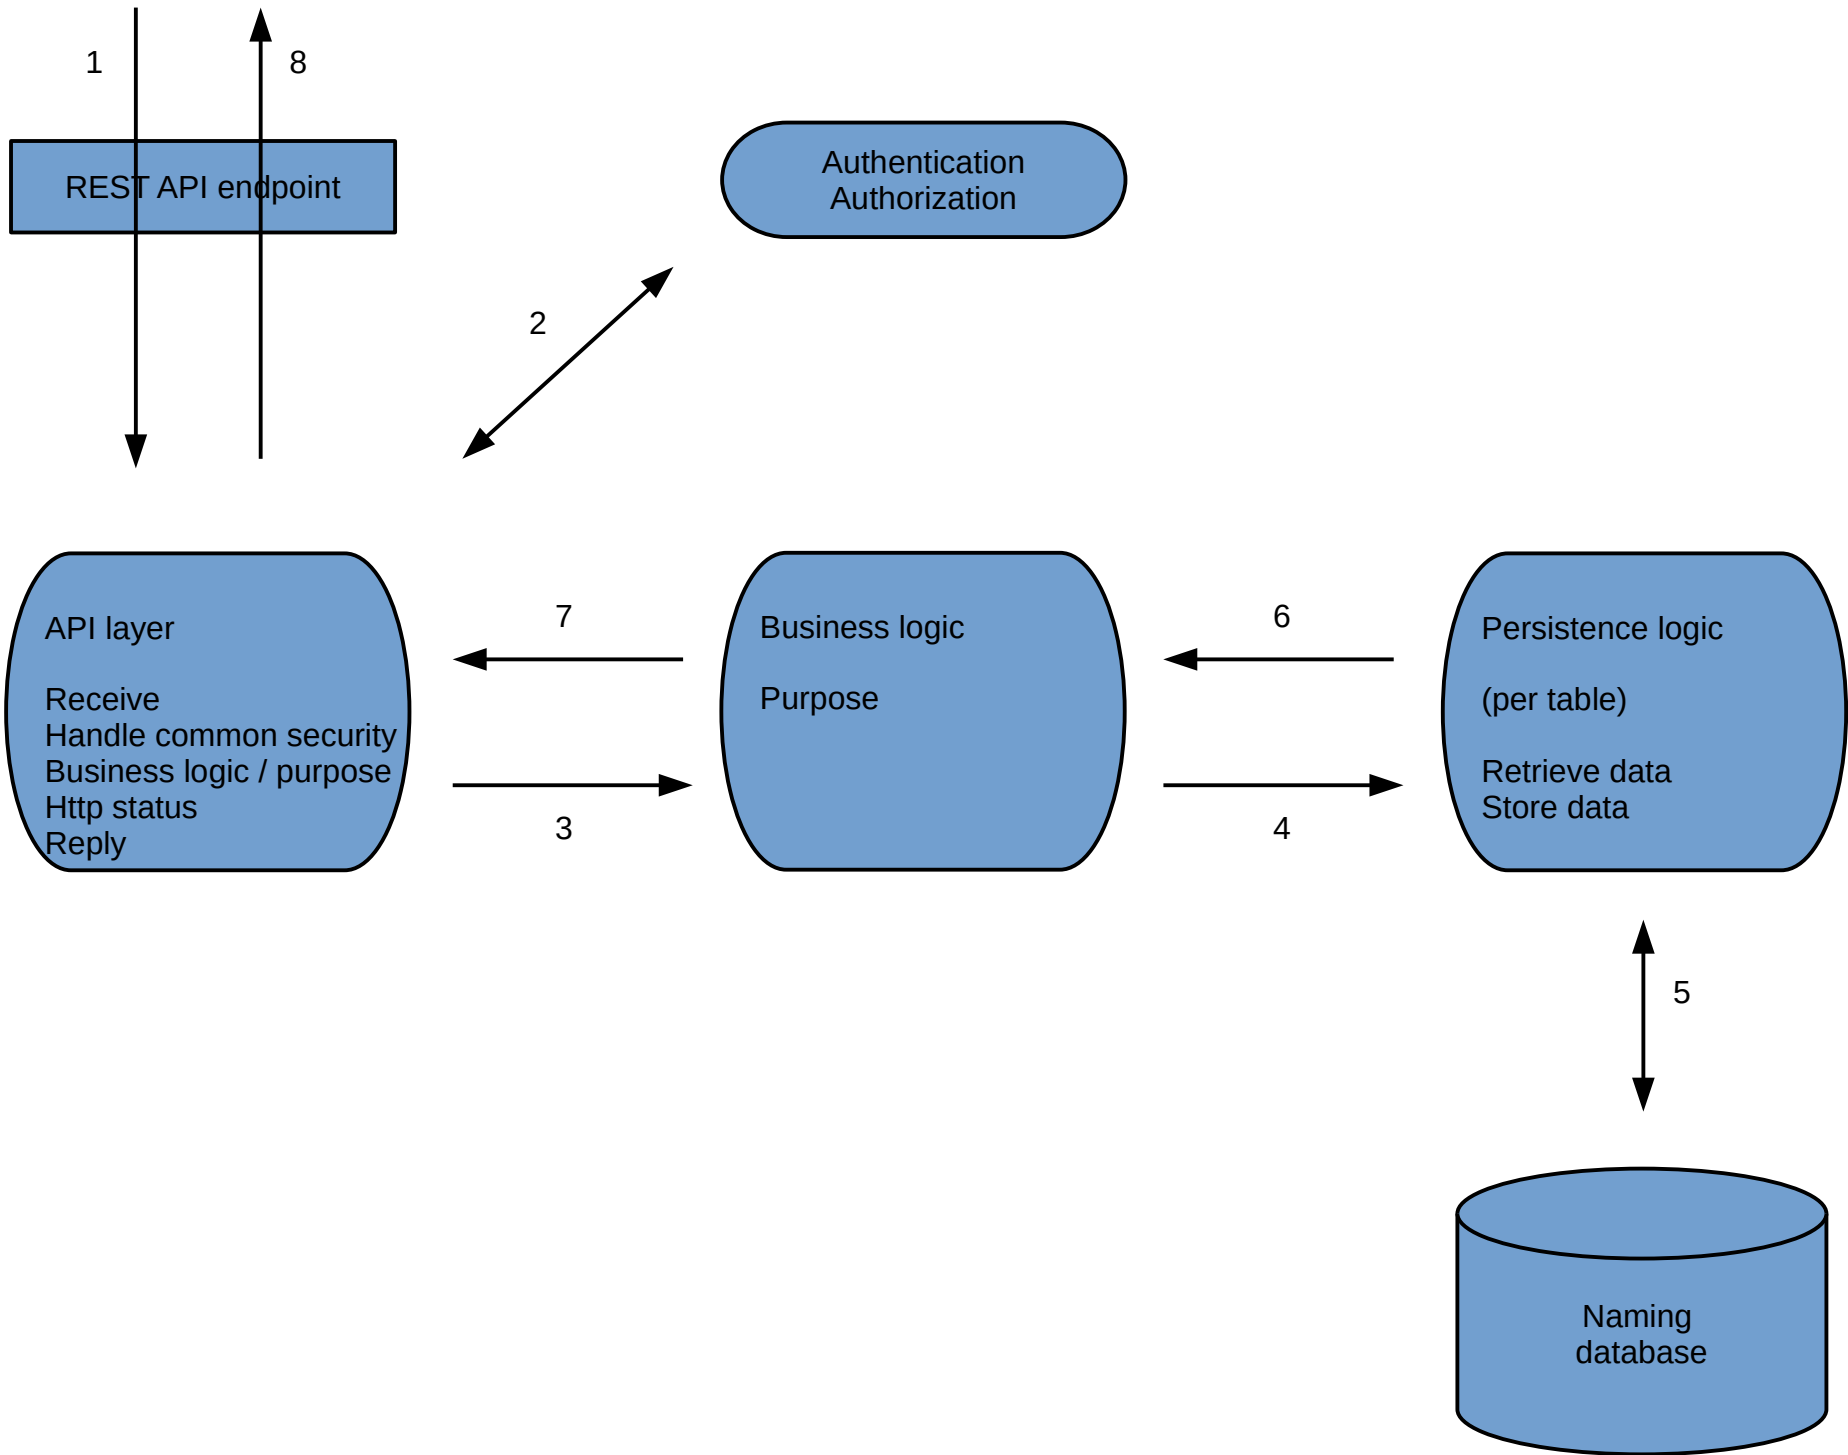 1
8
REST API endpoint
Authentication
Authorization
2
API layer
Receive
Handle common security
Business logic / purpose
Http status
Reply
7
3
Business logic
Purpose
6
4
Persistence logic
(per table)
Retrieve data
Store data
5
Naming
database